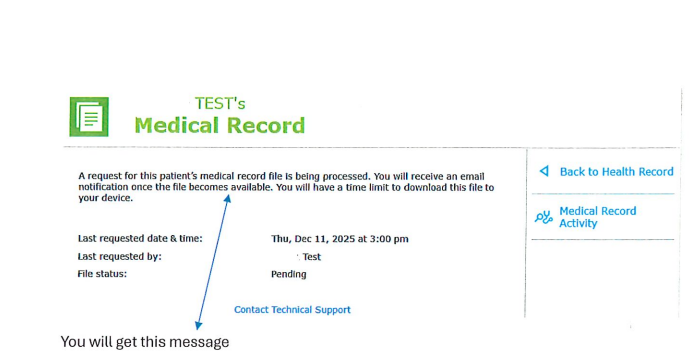 TEST's
Medical Record
A request for this patient's medical record file is being processed. You will receive an email
notification once the file becomes available. You will have a time limit to download this file to
your device.
Last requested date & time: Thu, Dec 11, 2025 at 3:00 pm
Last requested by: Test
File status: Pending
Contact Technical Support
Back to Health Record
Medical Record
Activity
You will get this message